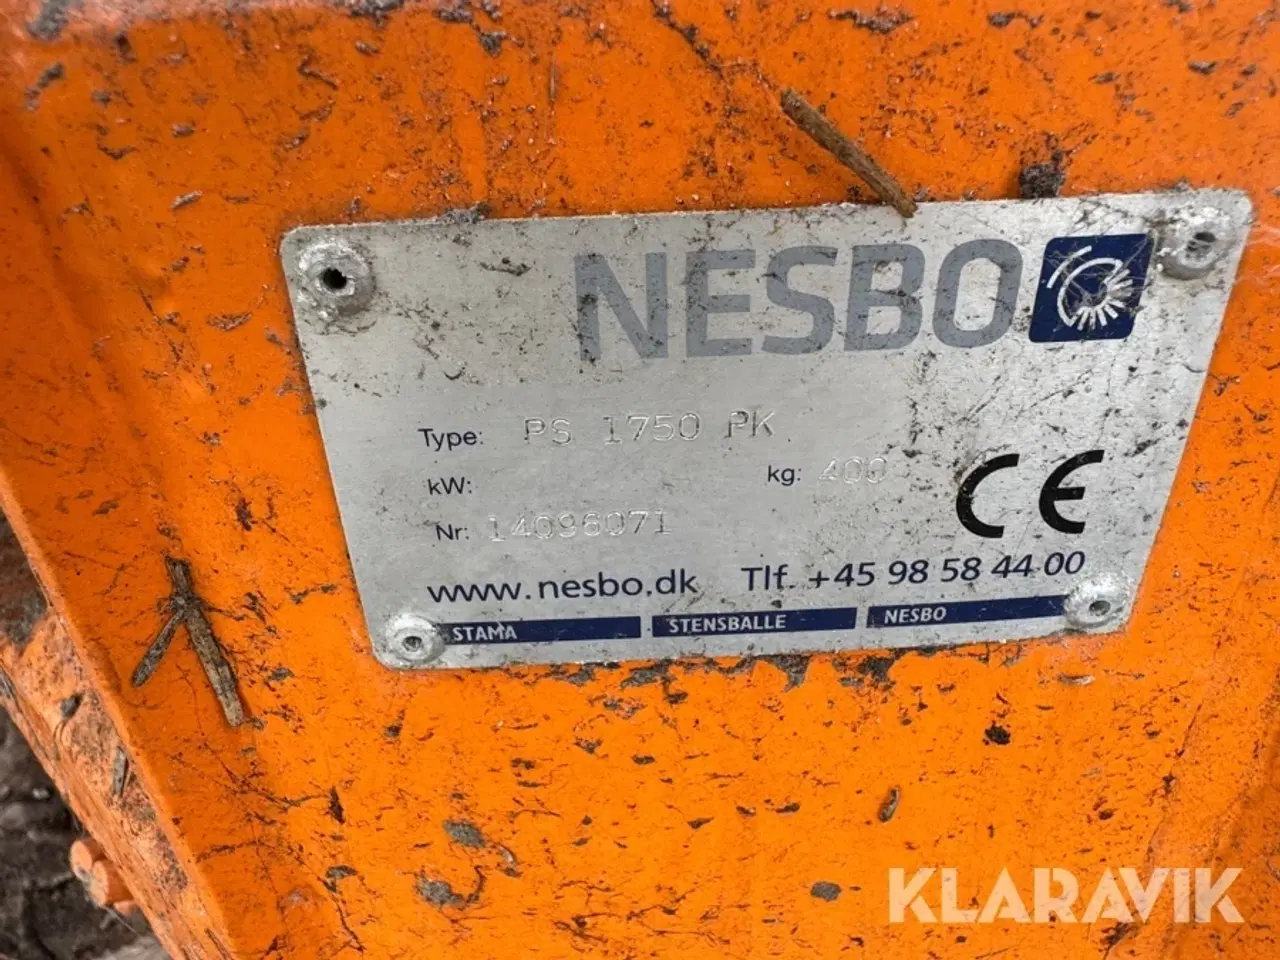 NESBO
Type: PS 1750 PK
kW:
kg: 400
Nr: 14096071
CE
www.nesbo.dk Tlf. +45 98 58 44 00
STAMA STENSBALLE NESBO
KLARAVIK